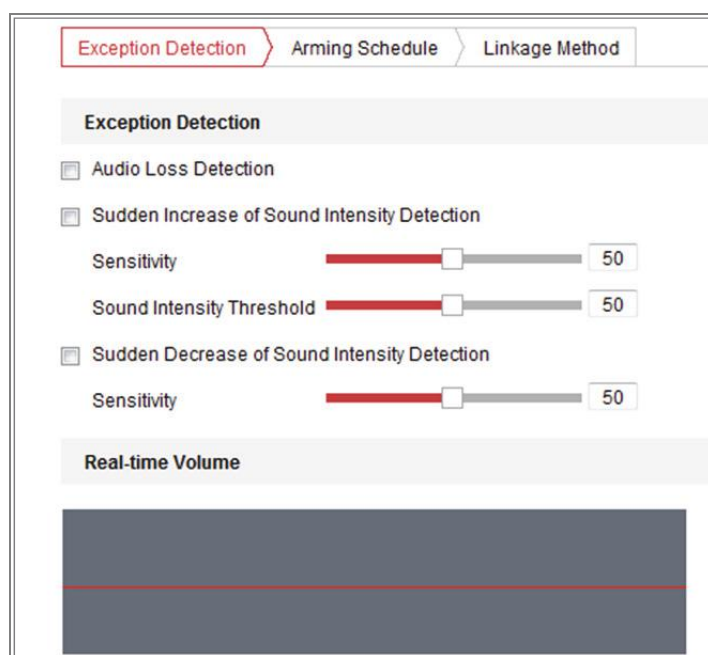 Exception Detection Arming Schedule Linkage Method
Exception Detection
Audio Loss Detection
Sudden Increase of Sound Intensity Detection
Sensitivity 50
Sound Intensity Threshold 50
Sudden Decrease of Sound Intensity Detection
Sensitivity 50
Real-time Volume